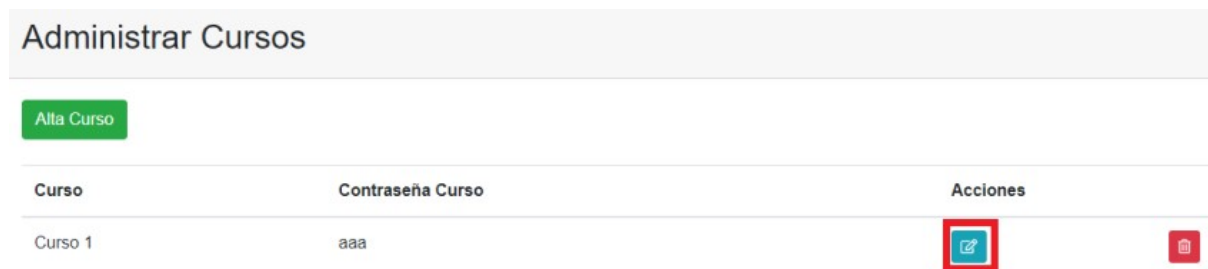 Administrar Cursos
Alta Curso
Curso Contraseña Curso Acciones
Curso 1 aaa